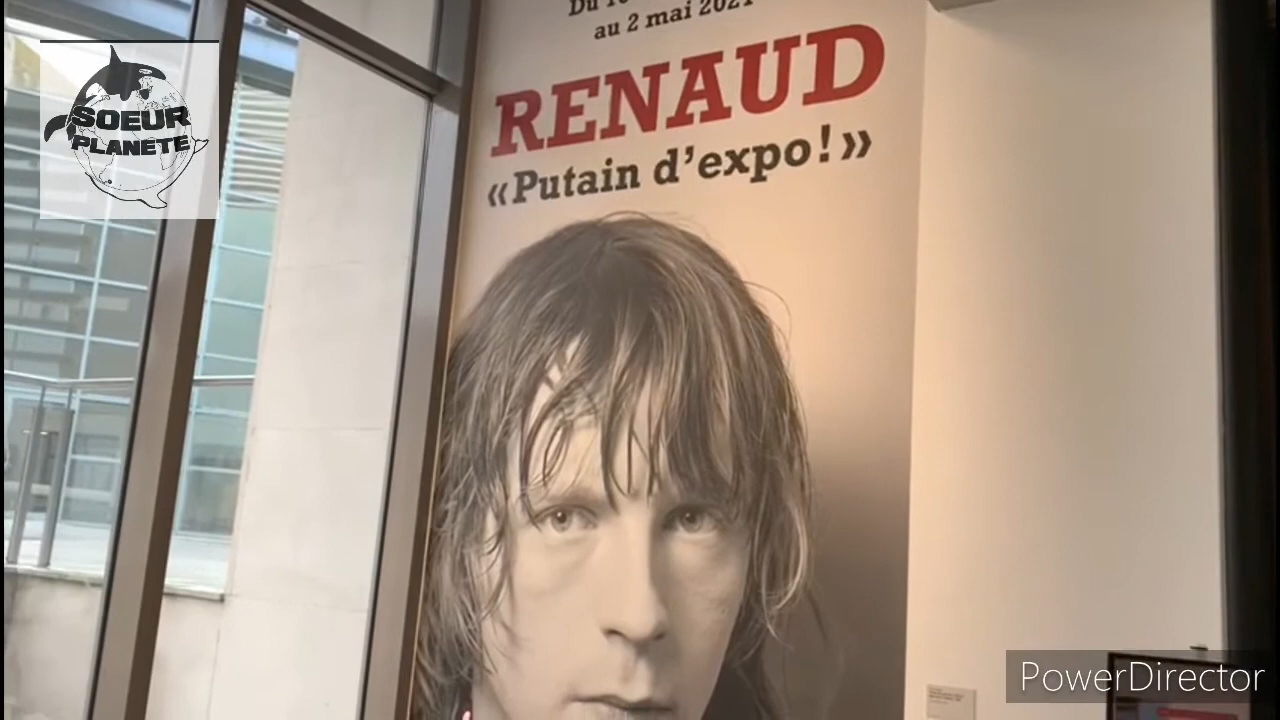 au 2 mai 2021
RENAUD
«Putain d'expo!»
SOEUR
PLANETE
PowerDirector